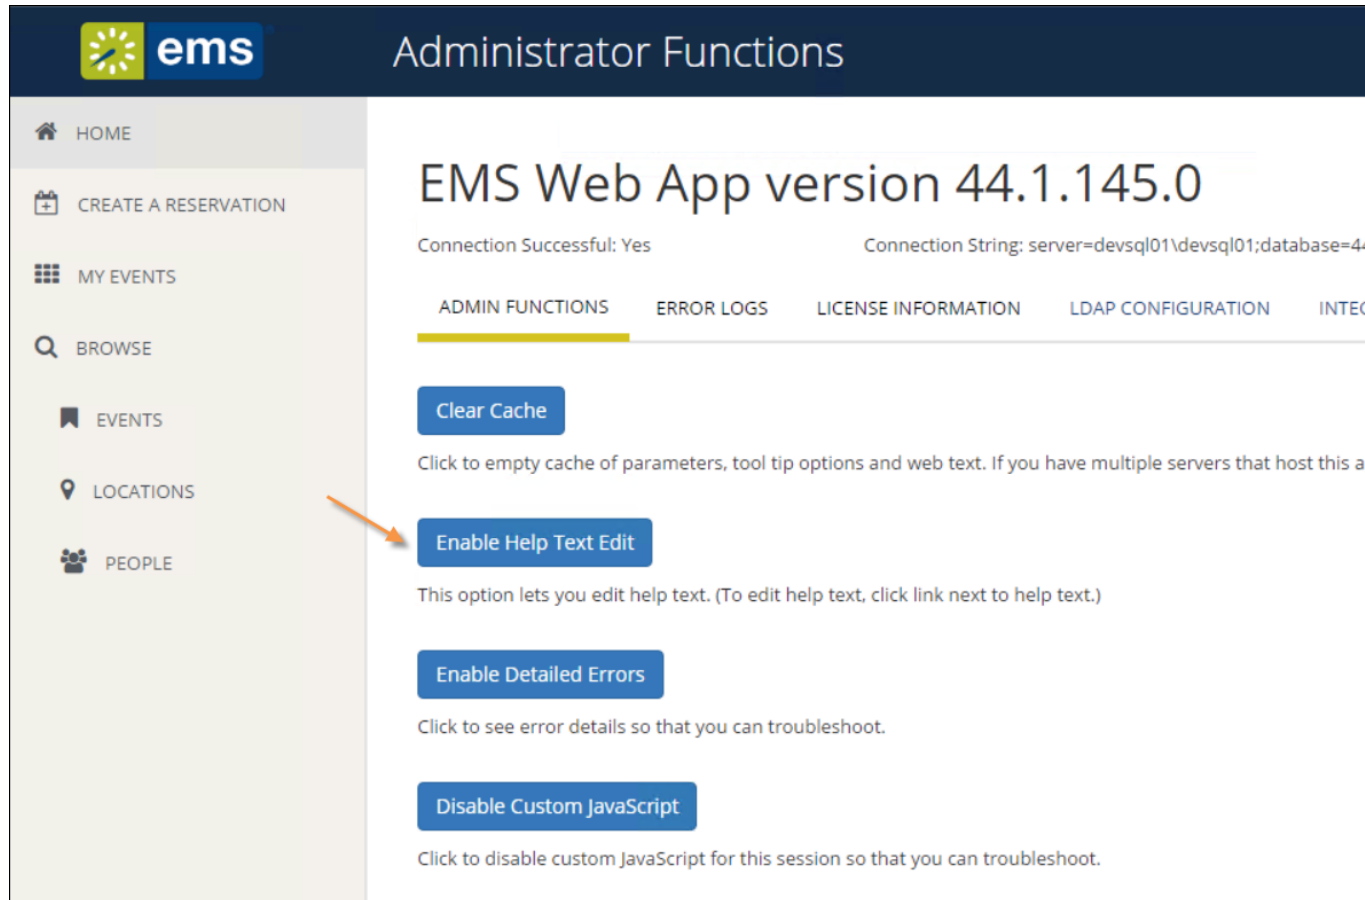 ems
Administrator Functions
HOME
CREATE A RESERVATION
MY EVENTS
BROWSE
EVENTS
LOCATIONS
PEOPLE
EMS Web App version 44.1.145.0
Connection Successful: Yes
Connection String: server=devsql01\devsql01;database=44
ADMIN FUNCTIONS
ERROR LOGS
LICENSE INFORMATION
LDAP CONFIGURATION
INTEG
Clear Cache
Click to empty cache of parameters, tool tip options and web text. If you have multiple servers that host this a
Enable Help Text Edit
This option lets you edit help text. (To edit help text, click link next to help text.)
Enable Detailed Errors
Click to see error details so that you can troubleshoot.
Disable Custom JavaScript
Click to disable custom JavaScript for this session so that you can troubleshoot.